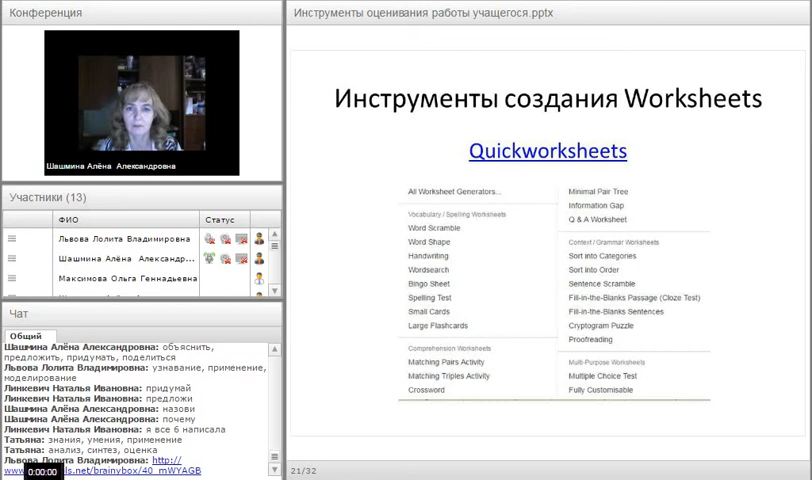 Конференция
Шашмина Алёна Александровна
Участники (13)
ФИО Статус
Львова Лолита Владимировна
Шашмина Алёна Александр...
Максимова Ольга Геннадьевна
Чат
Общий
Шашмина Алёна Александровна: объяснить,
предложить, придумать, поделиться
Львова Лолита Владимировна: узнавание, применение,
моделирование
Линкевич Наталья Ивановна: придумай
Линкевич Наталья Ивановна: предложи
Шашмина Алёна Александровна: назови
Шашмина Алёна Александровна: почему
Линкевич Наталья Ивановна: я все 6 написала
Татьяна: знания, умения, применение
Татьяна: анализ, синтез, оценка
Львова Лолита Владимировна: http://
www. ls.net/brainybox/40_mWYAGB
0:00:00
Инструменты оценивания работы учащегося.pptx
Инструменты создания Worksheets
Quickworksheets
All Worksheet Generators...
Vocabulary / Spelling Worksheets
Word Scramble
Word Shape
Handwriting
Wordsearch
Bingo Sheet
Spelling Test
Small Cards
Large Flashcards
Comprehension Worksheets
Matching Pairs Activity
Matching Triples Activity
Crossword
Minimal Pair Tree
Information Gap
Q & A Worksheet
Context / Grammar Worksheets
Sort into Categories
Sort into Order
Sentence Scramble
Fill-in-the-Blanks Passage (Cloze Test)
Fill-in-the-Blanks Sentences
Cryptogram Puzzle
Proofreading
Multi-Purpose Worksheets
Multiple Choice Test
Fully Customisable
21/32